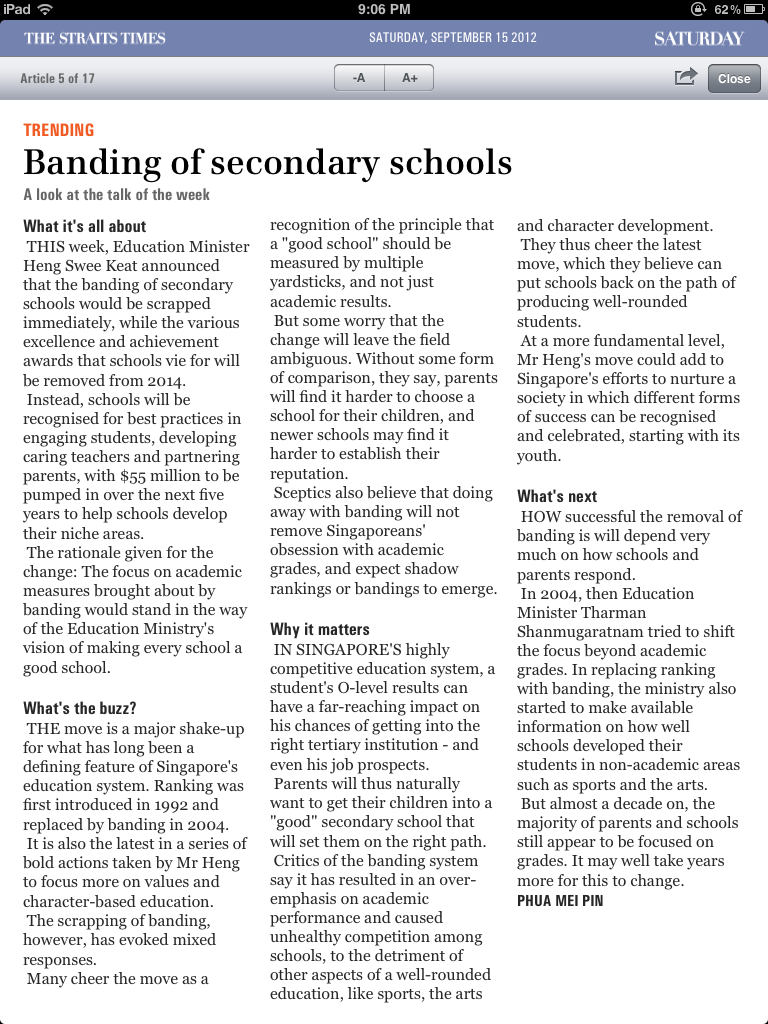 iPad
9:06 PM
62%
THE STRAITS TIMES
SATURDAY, SEPTEMBER 15 2012
SATURDAY
Article 5 of 17
-A
A+
Close
TRENDING
Banding of secondary schools
A look at the talk of the week
What it's all about
THIS week, Education Minister
Heng Swee Keat announced
that the banding of secondary
schools would be scrapped
immediately, while the various
excellence and achievement
awards that schools vie for will
be removed from 2014.
Instead, schools will be
recognised for best practices in
engaging students, developing
caring teachers and partnering
parents, with $55 million to be
pumped in over the next five
years to help schools develop
their niche areas.
The rationale given for the
change: The focus on academic
measures brought about by
banding would stand in the way
of the Education Ministry's
vision of making every school a
good school.
What's the buzz?
THE move is a major shake-up
for what has long been a
defining feature of Singapore's
education system. Ranking was
first introduced in 1992 and
replaced by banding in 2004.
It is also the latest in a series of
bold actions taken by Mr Heng
to focus more on values and
character-based education.
The scrapping of banding,
however, has evoked mixed
responses.
Many cheer the move as a
recognition of the principle that
a "good school" should be
measured by multiple
yardsticks, and not just
academic results.
But some worry that the
change will leave the field
ambiguous. Without some form
of comparison, they say, parents
will find it harder to choose a
school for their children, and
newer schools may find it
harder to establish their
reputation.
Sceptics also believe that doing
away with banding will not
remove Singaporeans'
obsession with academic
grades, and expect shadow
rankings or bandings to emerge.
Why it matters
IN SINGAPORE'S highly
competitive education system, a
student's O-level results can
have a far-reaching impact on
his chances of getting into the
right tertiary institution - and
even his job prospects.
Parents will thus naturally
want to get their children into a
"good" secondary school that
will set them on the right path.
Critics of the banding system
say it has resulted in an over-
emphasis on academic
performance and caused
unhealthy competition among
schools, to the detriment of
other aspects of a well-rounded
education, like sports, the arts
and character development.
They thus cheer the latest
move, which they believe can
put schools back on the path of
producing well-rounded
students.
At a more fundamental level,
Mr Heng's move could add to
Singapore's efforts to nurture a
society in which different forms
of success can be recognised
and celebrated, starting with its
youth.
What's next
HOW successful the removal of
banding is will depend very
much on how schools and
parents respond.
In 2004, then Education
Minister Tharman
Shanmugaratnam tried to shift
the focus beyond academic
grades. In replacing ranking
with banding, the ministry also
started to make available
information on how well
schools developed their
students in non-academic areas
such as sports and the arts.
But almost a decade on, the
majority of parents and schools
still appear to be focused on
grades. It may well take years
more for this to change.
PHUA MEI PIN